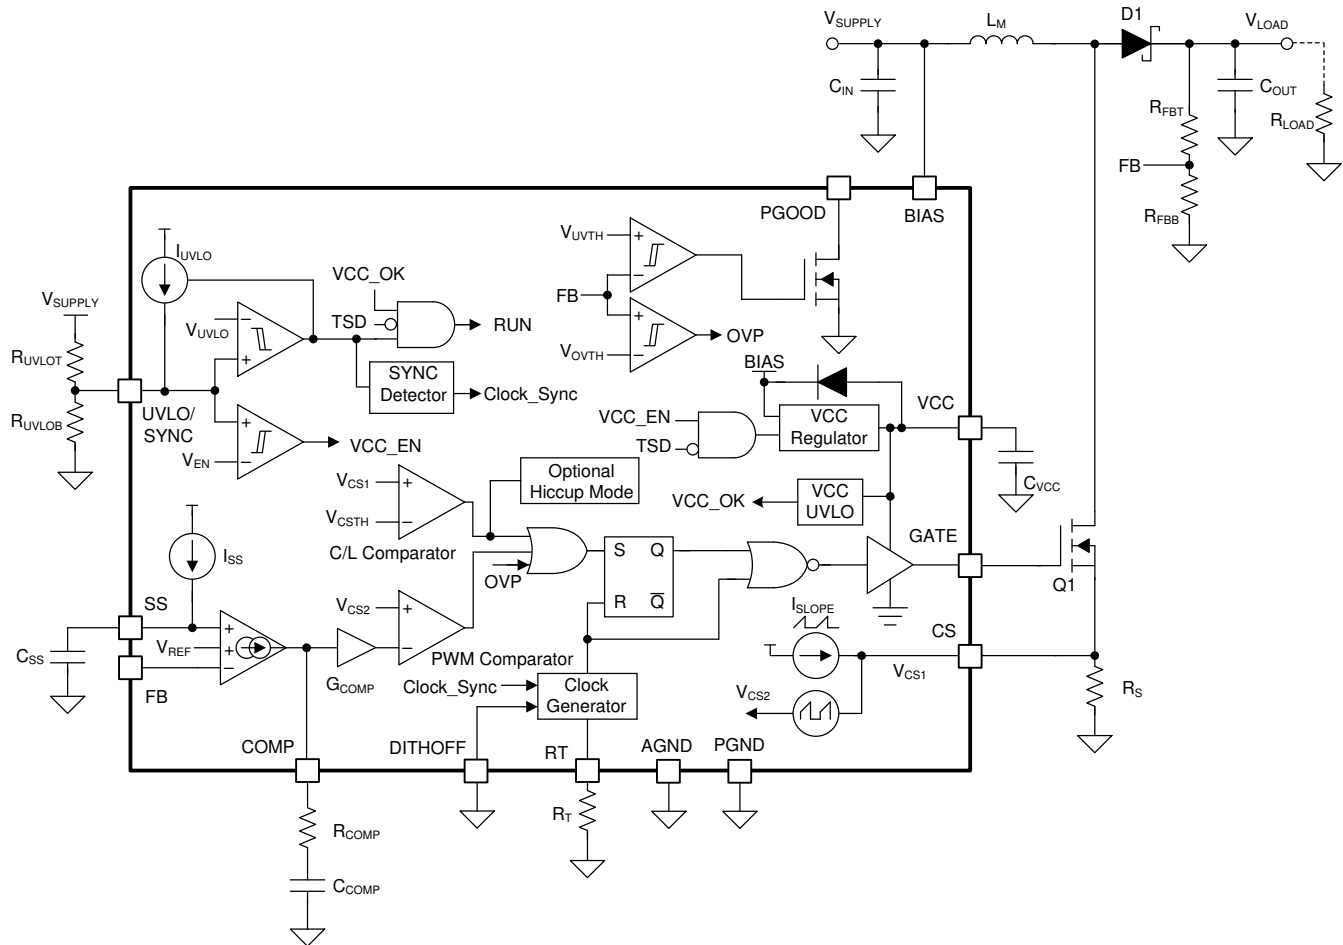 VSUPPLY
LM
D1
VLOAD
CIN
COUT
RFBT
RLOAD
FB
RFBB
PGOOD
BIAS
IUVLO
VCC_OK
VUVTH
VSUPPLY
TSD
RUN
FB
VUVLO
OVP
RUVLOT
VOVTH
SYNC
Detector
Clock_Sync
BIAS
UVLO/
SYNC
VCC_EN
VCC
Regulator
VCC
RUVLOB
VCC_EN
TSD
VEN
Optional
Hiccup Mode
VCS1
CVCC
VCC_OK
VCC
UVLO
VCSTH
C/L Comparator
GATE
ISS
S
Q
OVP
Q1
SS
VCS2
R
Q
ISLOPE
CS
VREF
CSS
PWM Comparator
VCS1
FB
GCOMP
Clock_Sync
Clock
Generator
VCS2
RS
COMP
DITHOFF
RT
AGND
PGND
RT
RCOMP
CCOMP